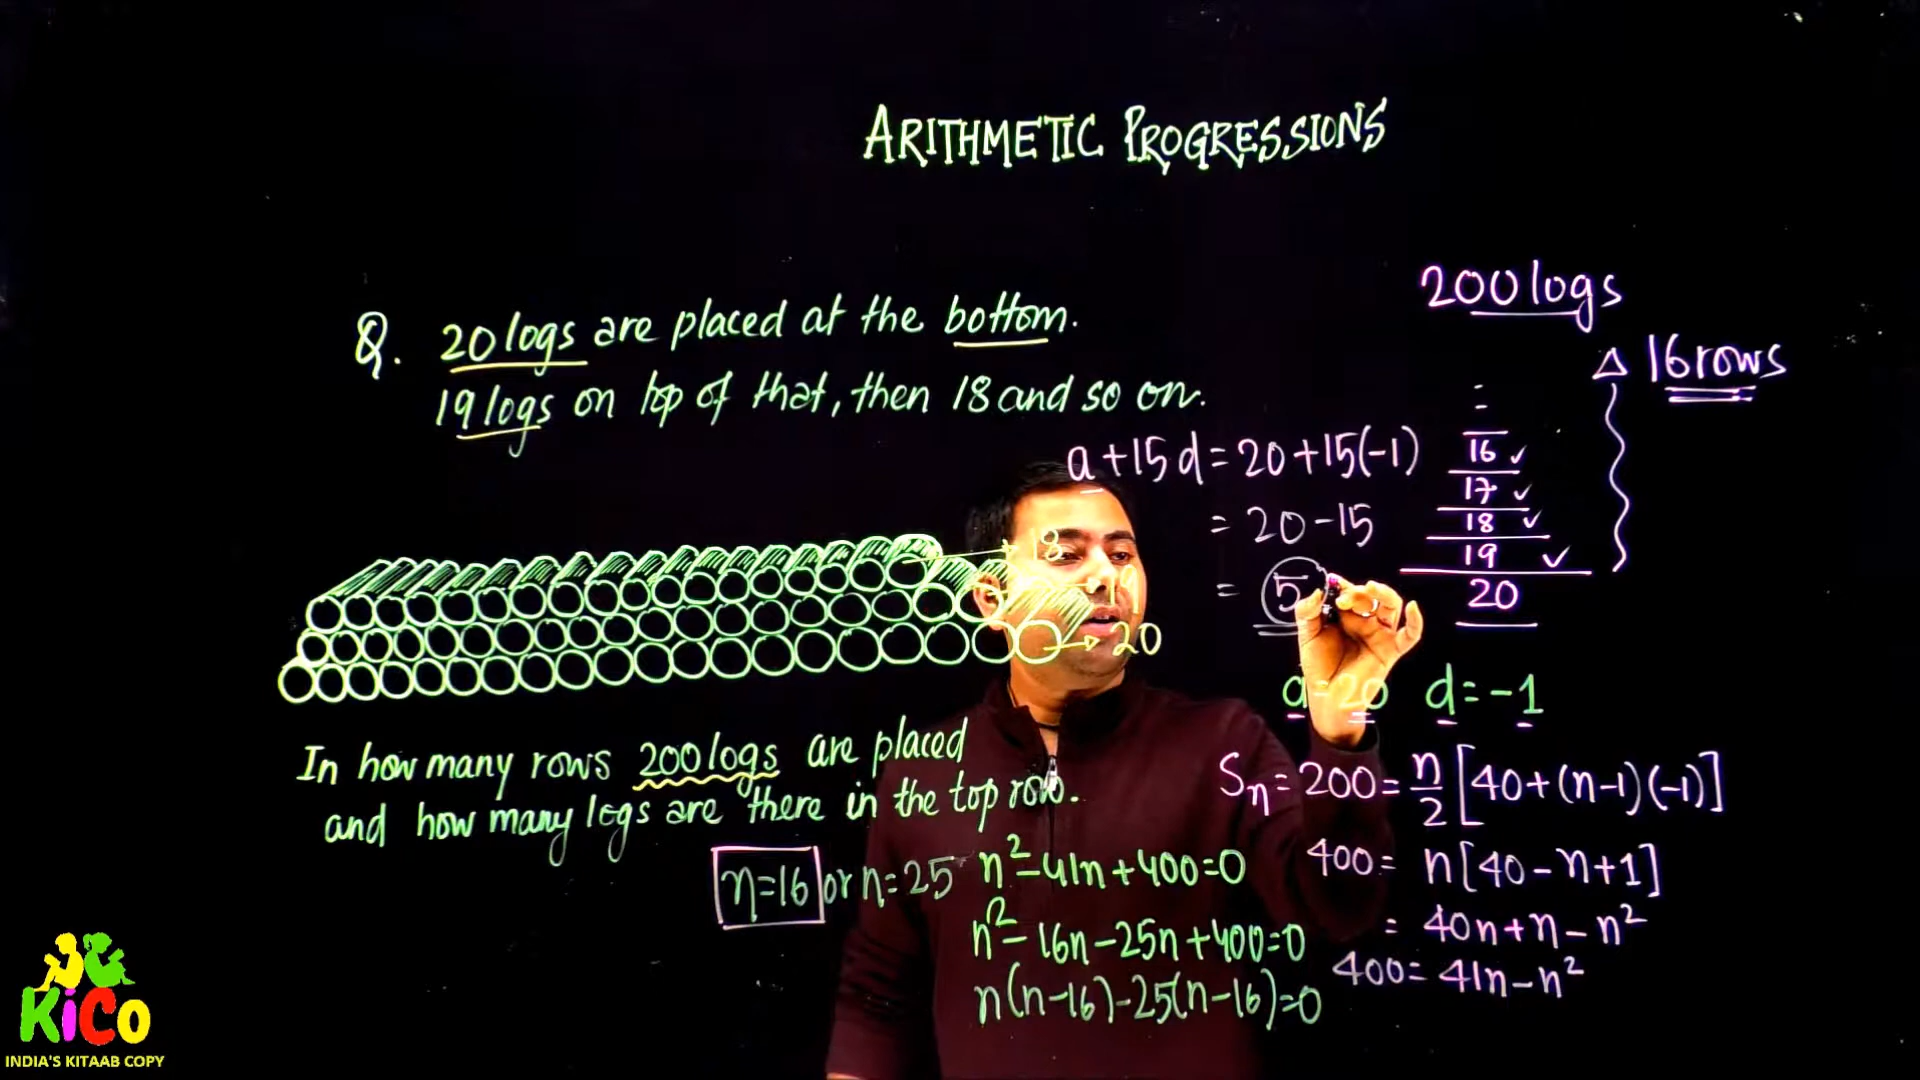 ARITHMETIC PROGRESSIONS
Q. 20 logs are placed at the bottom.
19 logs on top of that, then 18 and so on.
200 logs
16 rows
16 ✓
17 ✓
18 ✓
19 ✓
20
a + 15d = 20 + 15(-1)
= 20 - 15
= 5
18
19
20
a = 20 d = -1
In how many rows 200 logs are placed
and how many logs are there in the top row.
Sn = 200 = n/2 [40 + (n-1)(-1)]
400 = n[40 - n + 1]
= 40n + n - n²
400 = 41n - n²
n² - 41n + 400 = 0
n² - 16n - 25n + 400 = 0
n(n-16) - 25(n-16) = 0
n=16 or n=25
KiCo
INDIA'S KITAAB COPY